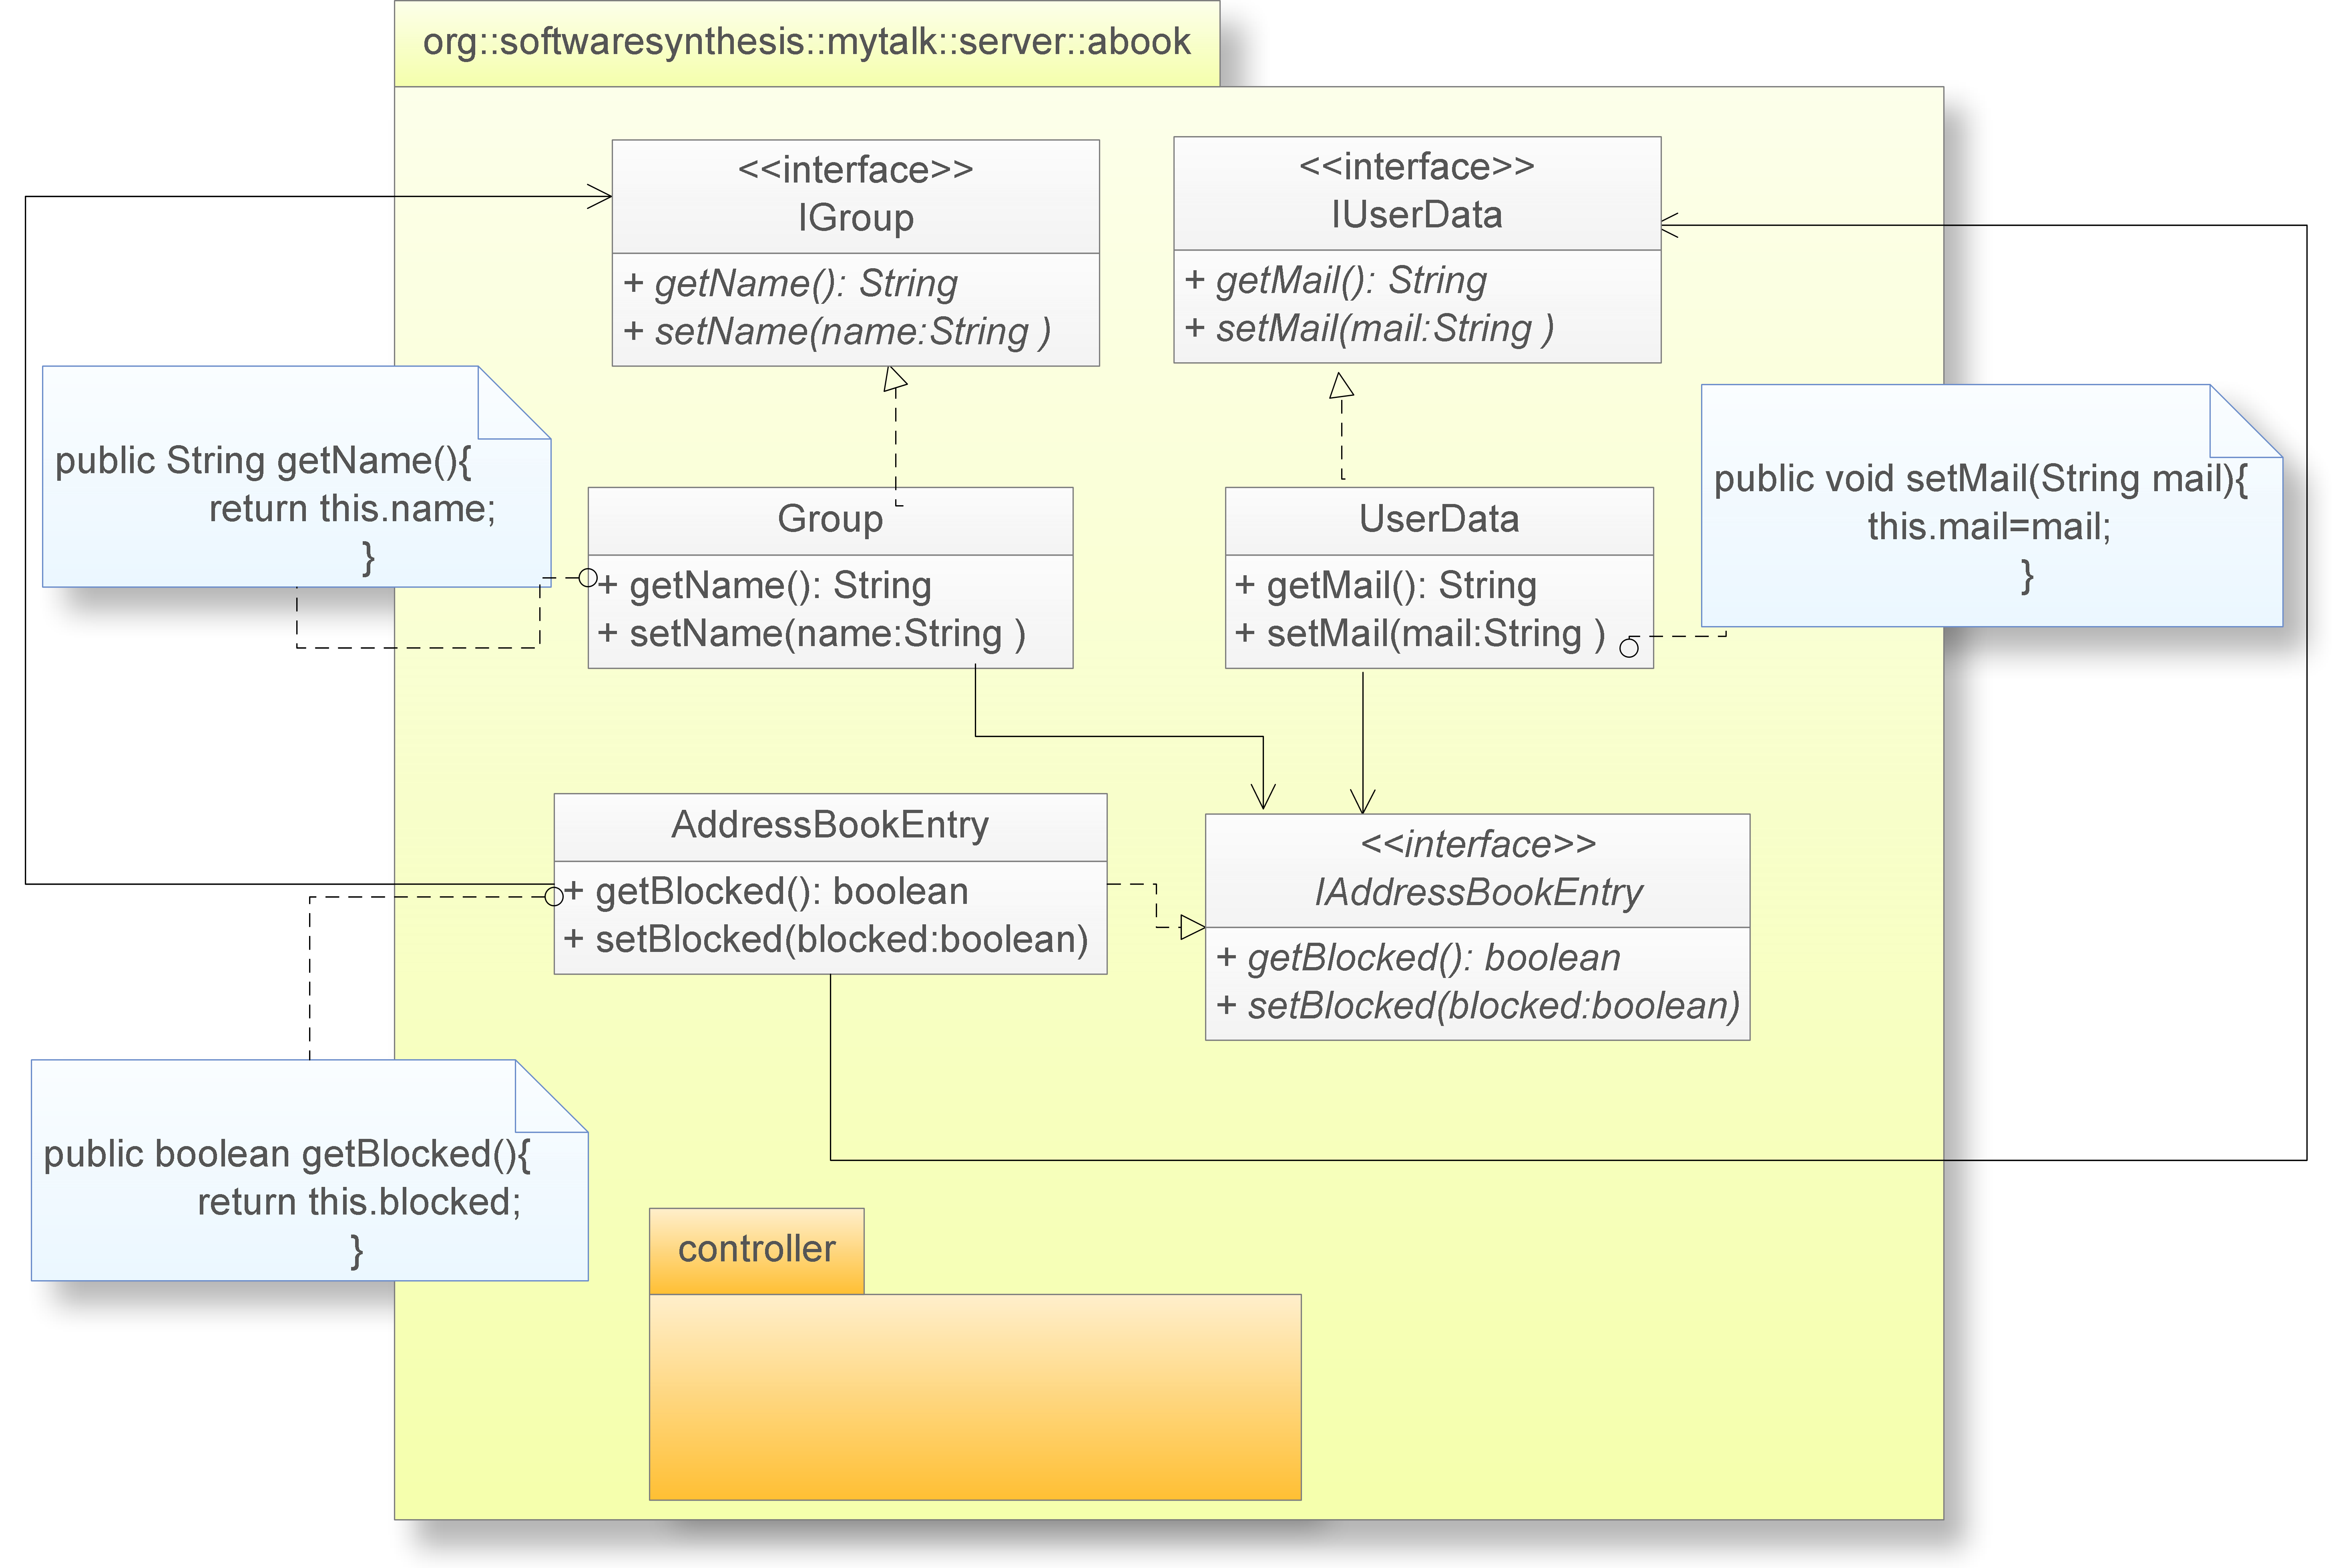 org::softwaresynthesis::mytalk::server::abook
<<interface>>
IGroup
+ getName(): String
+ setName(name:String )
<<interface>>
IUserData
+ getMail(): String
+ setMail(mail:String )
public String getName(){
return this.name;
}
Group
+ getName(): String
+ setName(name:String )
UserData
+ getMail(): String
+ setMail(mail:String )
public void setMail(String mail){
this.mail=mail;
}
AddressBookEntry
+ getBlocked(): boolean
+ setBlocked(blocked:boolean)
<<interface>>
IAddressBookEntry
+ getBlocked(): boolean
+ setBlocked(blocked:boolean)
public boolean getBlocked(){
return this.blocked;
}
controller